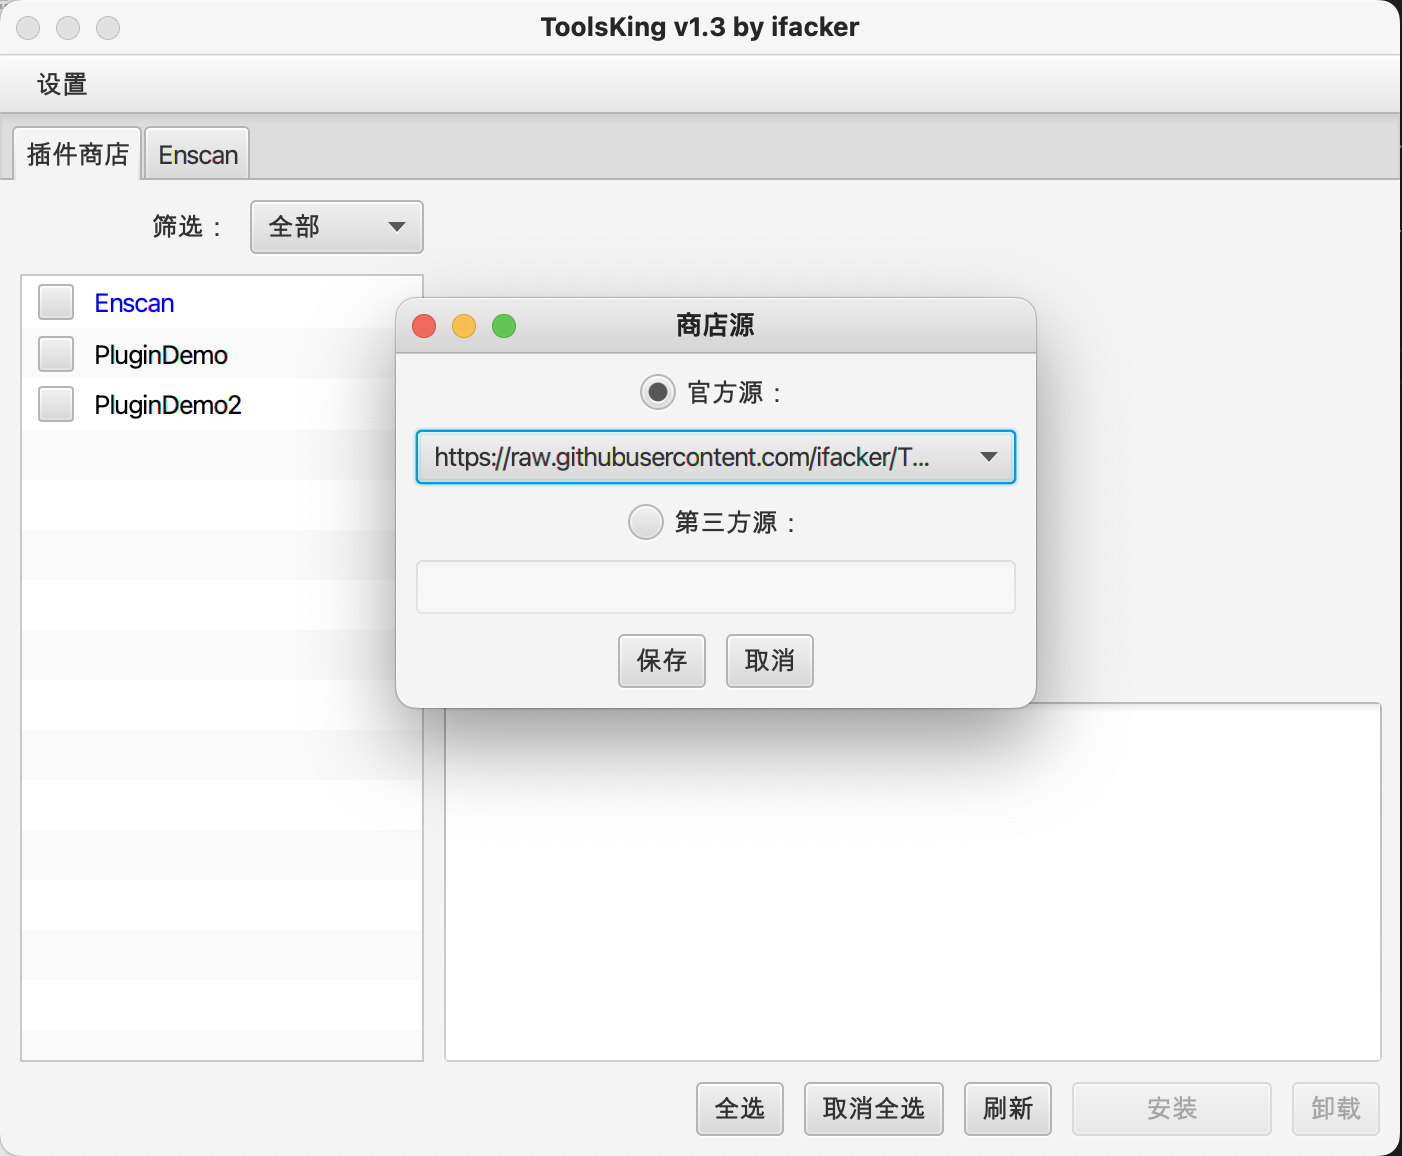 ToolsKing v1.3 by ifacker
设置
插件商店
Enscan
筛选：
全部
Enscan
PluginDemo
PluginDemo2
商店源
官方源：
https://raw.githubusercontent.com/ifacker/T...
第三方源：
保存
取消
全选
取消全选
刷新
安装
卸载